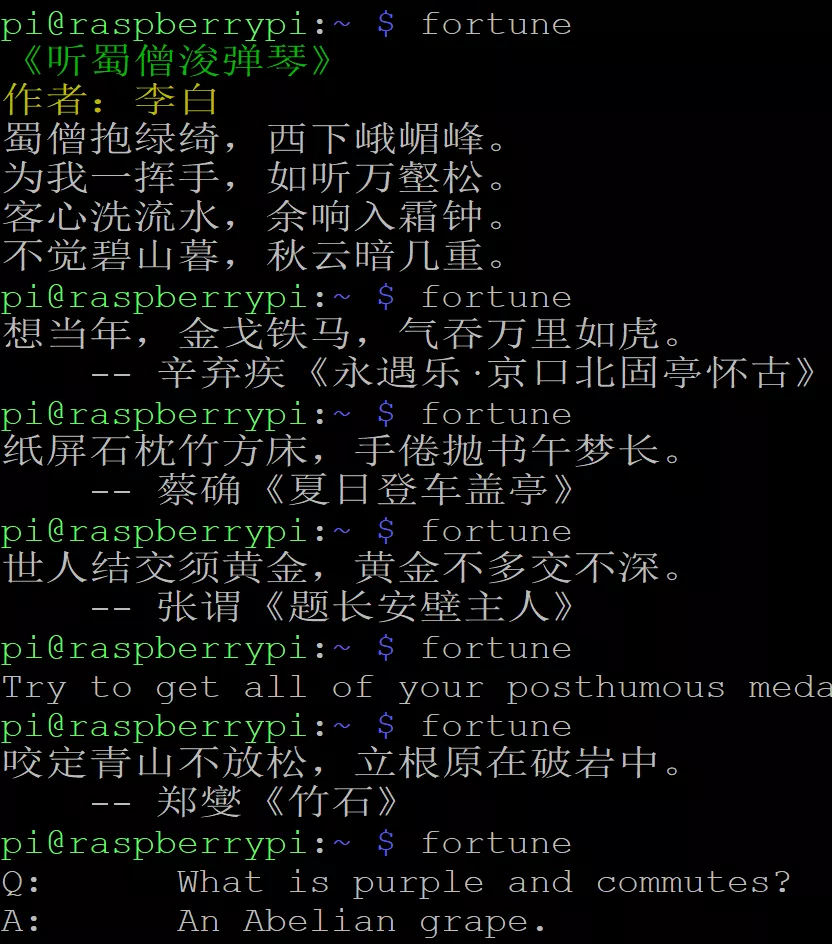 pi@raspberrypi:~ $ fortune
《听蜀僧浚弹琴》
作者：李白
蜀僧抱绿绮，西下峨嵋峰。
为我一挥手，如听万壑松。
客心洗流水，余响入霜钟。
不觉碧山暮，秋云暗几重。
pi@raspberrypi:~ $ fortune
想当年，金戈铁马，气吞万里如虎。
-- 辛弃疾《永遇乐·京口北固亭怀古》
pi@raspberrypi:~ $ fortune
纸屏石枕竹方床，手倦抛书午梦长。
-- 蔡确《夏日登车盖亭》
pi@raspberrypi:~ $ fortune
世人结交须黄金，黄金不多交不深。
-- 张谓《题长安壁主人》
pi@raspberrypi:~ $ fortune
Try to get all of your posthumous meda
pi@raspberrypi:~ $ fortune
咬定青山不放松，立根原在破岩中。
-- 郑燮《竹石》
pi@raspberrypi:~ $ fortune
Q: What is purple and commutes?
A: An Abelian grape.